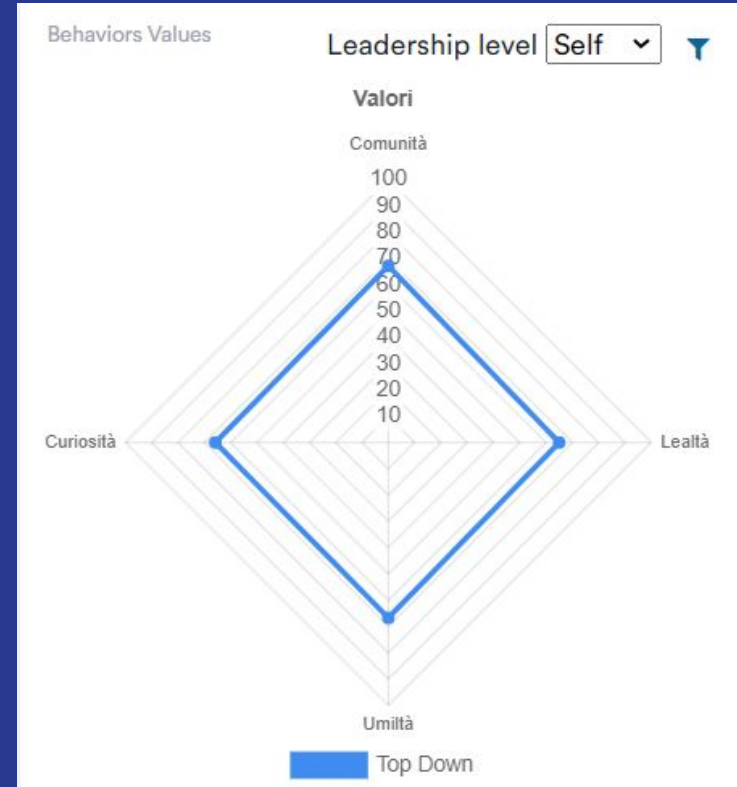 Behaviors Values
Leadership level Self
Valori
Comunità
100
90
80
70
60
50
40
30
20
10
Curiosità
Lealtà
Umiltà
Top Down